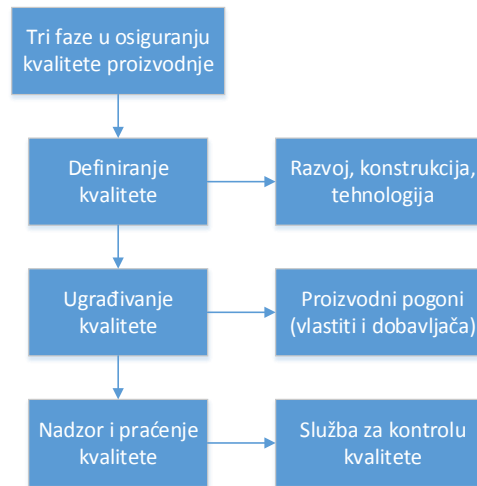 Tri faze u osiguranju
kvalitete proizvodnje
Definiranje
kvalitete
Razvoj, konstrukcija,
tehnologija
Ugrađivanje
kvalitete
Proizvodni pogoni
(vlastiti i dobavljača)
Nadzor i praćenje
kvalitete
Služba za kontrolu
kvalitete